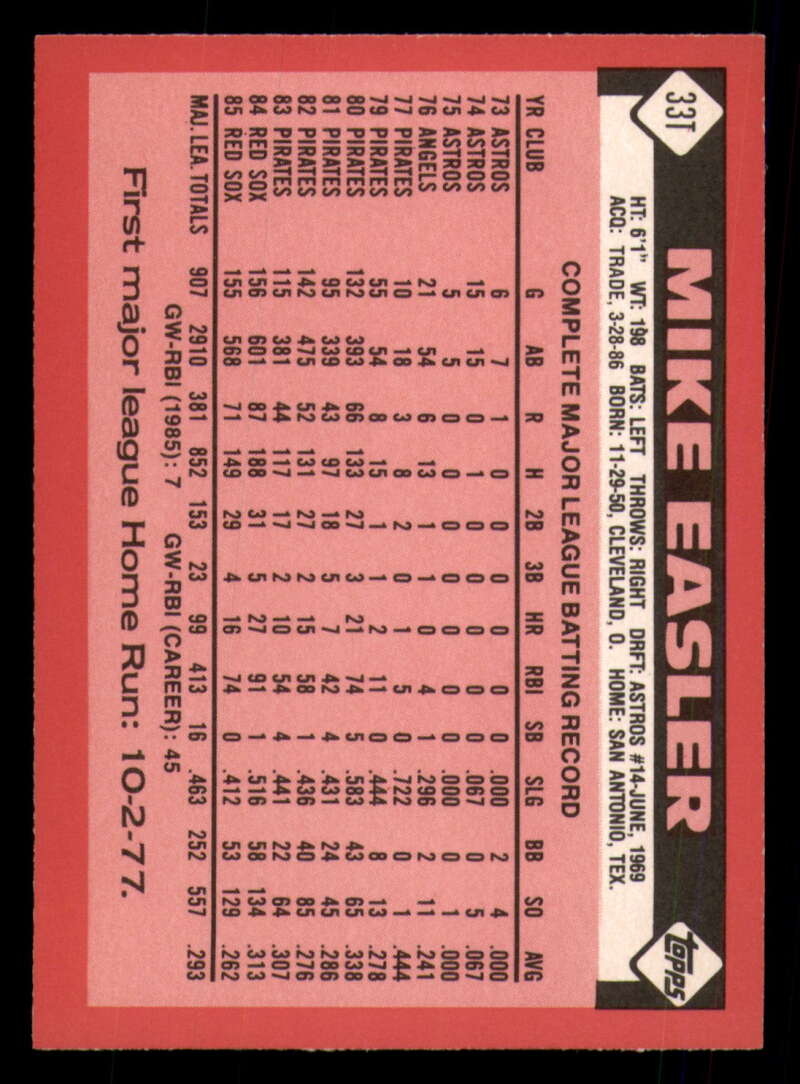 33T
MIKE EASLER
topps
HT: 6'1" WT: 198 BATS: LEFT THROWS: RIGHT DRFT: ASTROS #14-JUNE, 1969
ACQ: TRADE, 3-28-86 BORN: 11-29-50, CLEVELAND, O. HOME: SAN ANTONIO, TEX.
COMPLETE MAJOR LEAGUE BATTING RECORD
YR CLUB G AB R H 2B 3B HR RBI SB SLG BB SO AVG
73 ASTROS 6 7 1 0 0 0 0 0 0 .000 2 4 .000
74 ASTROS 15 15 0 1 0 0 0 0 0 .067 0 5 .067
75 ASTROS 5 5 0 0 0 0 0 0 0 .000 0 1 .000
76 ANGELS 21 54 6 13 1 1 0 4 1 .296 2 11 .241
77 PIRATES 10 18 3 8 2 0 1 5 0 .722 0 1 .444
79 PIRATES 55 54 8 15 1 1 2 11 0 .444 8 13 .278
80 PIRATES 132 393 66 133 27 3 21 74 5 .583 43 65 .338
81 PIRATES 95 339 43 97 18 5 7 42 4 .431 24 45 .286
82 PIRATES 142 475 52 131 27 2 15 58 1 .436 40 85 .276
83 PIRATES 115 381 44 117 17 2 10 54 4 .441 22 64 .307
84 RED SOX 156 601 87 188 31 5 27 91 1 .516 58 134 .313
85 RED SOX 155 568 71 149 29 4 16 74 0 .412 53 129 .262
MAJ. LEA. TOTALS 907 2910 381 852 153 23 99 413 16 .463 252 557 .293
GW-RBI (1985): 7 GW-RBI (CAREER): 45
First major league Home Run: 10-2-77.